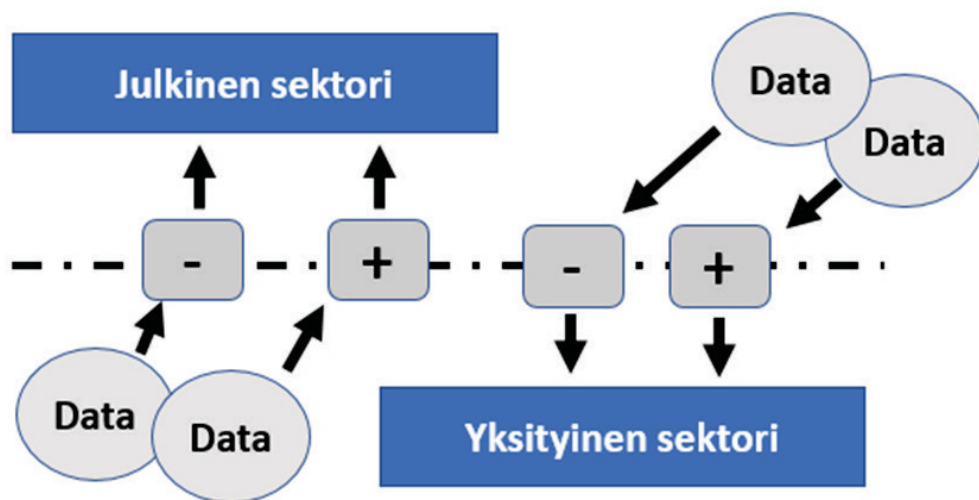 Julkinen sektori
Data
Data
-
+
-
+
Data
Data
Yksityinen sektori